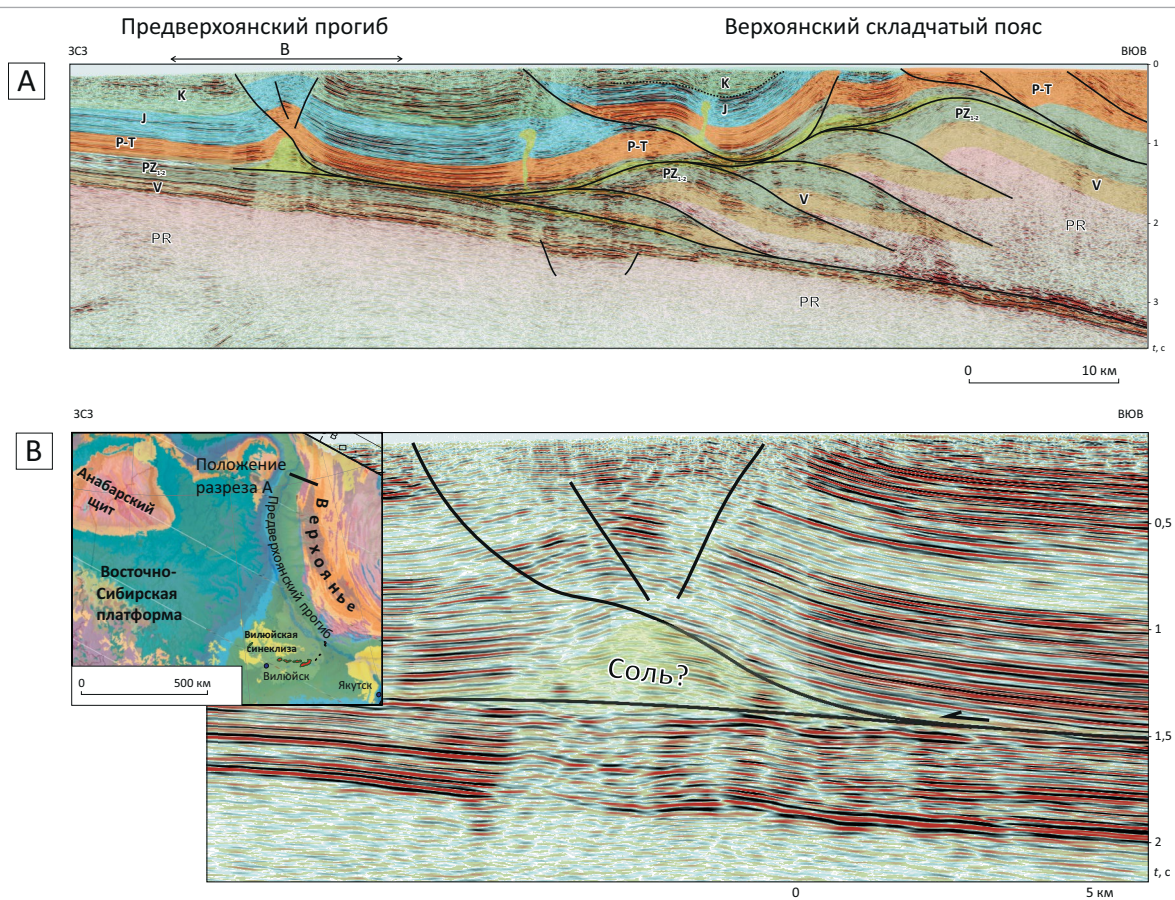 Предверхоянский прогиб
Верхоянский складчатый пояс
ЗСЗ
B
ВЮВ
A
0
K
K
P-T
J
J
PZ₁₋₂
P-T
P-T
1
PZ₁₋₂
PZ₁₋₂
V
V
V
PR
2
PR
PR
3
t, с
0
10 км
ЗСЗ
ВЮВ
B
Положение
разреза А
Анабарский
щит
Верхоянье
Предверхоянский прогиб
Восточно-
Сибирская
платформа
Вилюйская
синеклиза
Вилюйск
Якутск
0
500 км
0,5
1
Соль?
1,5
2
t, с
0
5 км